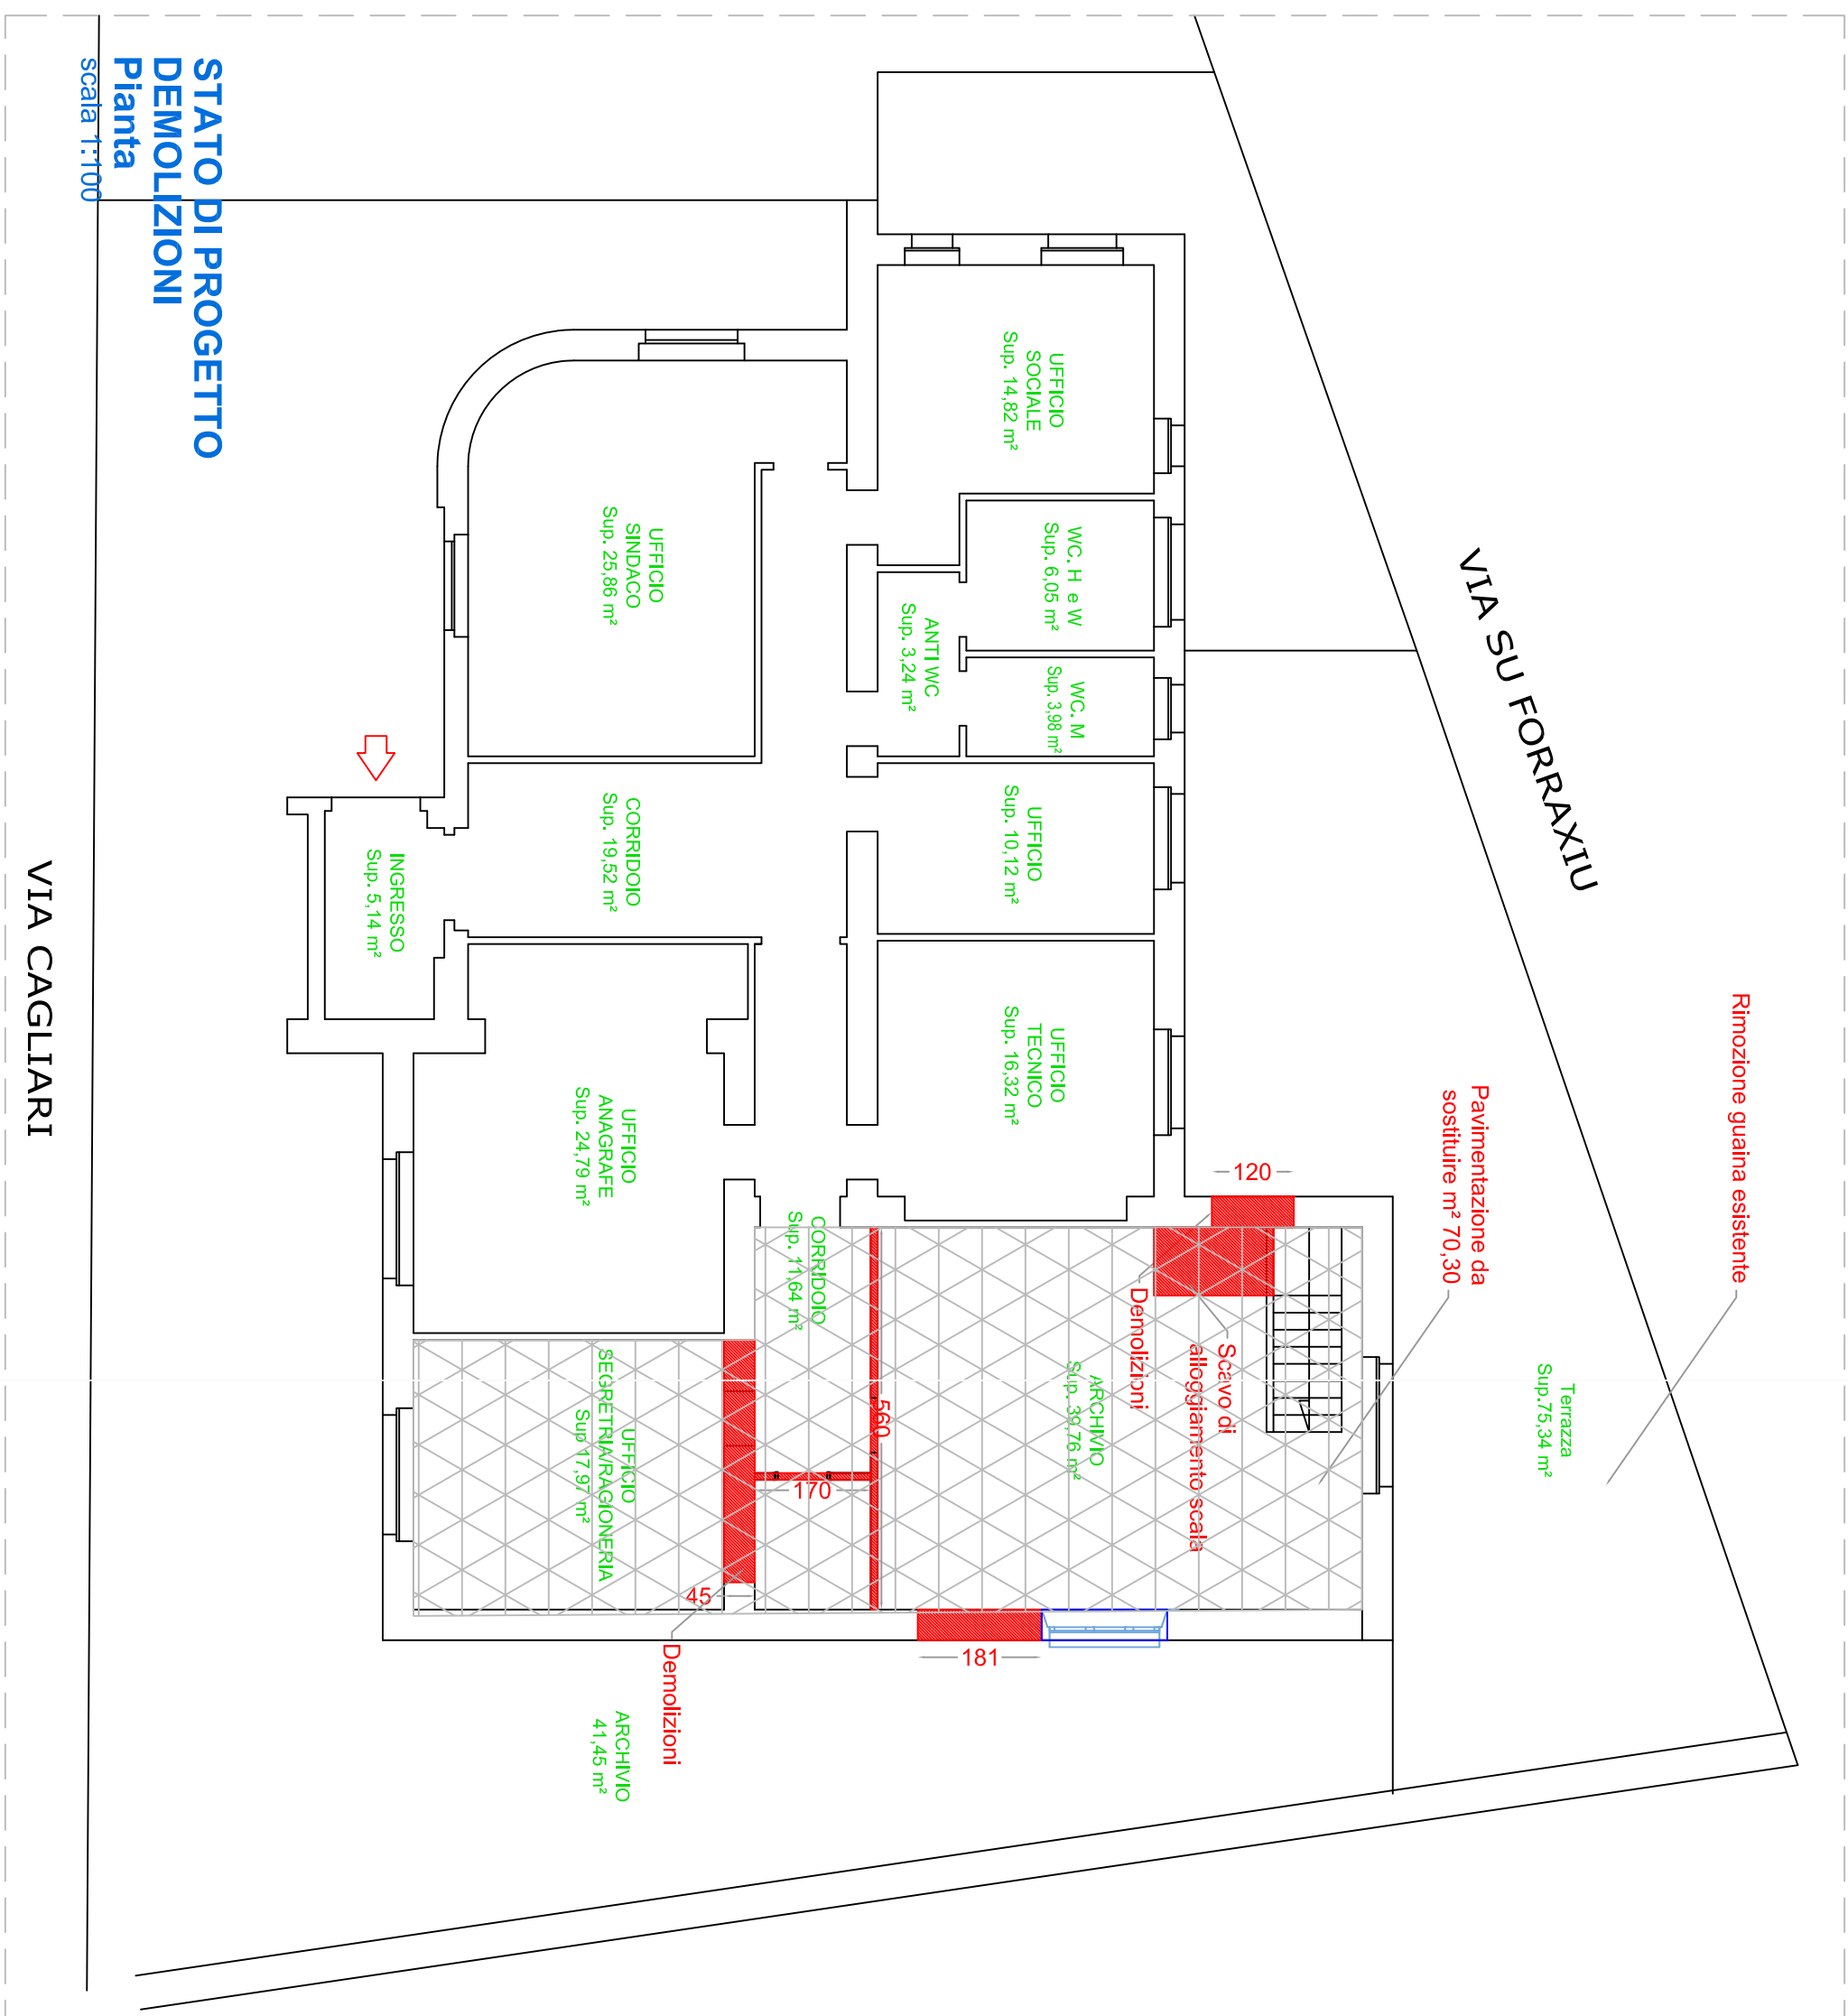 STATO DI PROGETTO
DEMOLIZIONI
Pianta
scala 1:100
VIA SU FORRAXIU
VIA CAGLIARI
UFFICIO
SOCIALE
Sup. 14,82 m²
WC. H e W
Sup. 6,05 m²
WC. M
Sup. 3,98 m²
ANTI WC
Sup. 3,24 m²
UFFICIO
SINDACO
Sup. 25,86 m²
UFFICIO
Sup. 10,12 m²
CORRIDOIO
Sup. 19,52 m²
INGRESSO
Sup. 5,14 m²
UFFICIO
TECNICO
Sup. 16,32 m²
UFFICIO
ANAGRAFE
Sup. 24,79 m²
CORRIDOIO
Sup. 11,64 m²
ARCHIVIO
Sup. 39,76 m²
UFFICIO
SEGRETRIA/RAGIONERIA
Sup 17,97 m²
Terrazza
Sup.75,34 m²
ARCHIVIO
41,45 m²
Rimozione guaina esistente
Pavimentazione da
sostituire m² 70,30
Scavo di
alloggiamento scala
Demolizioni
Demolizioni
120
560
170
45
181